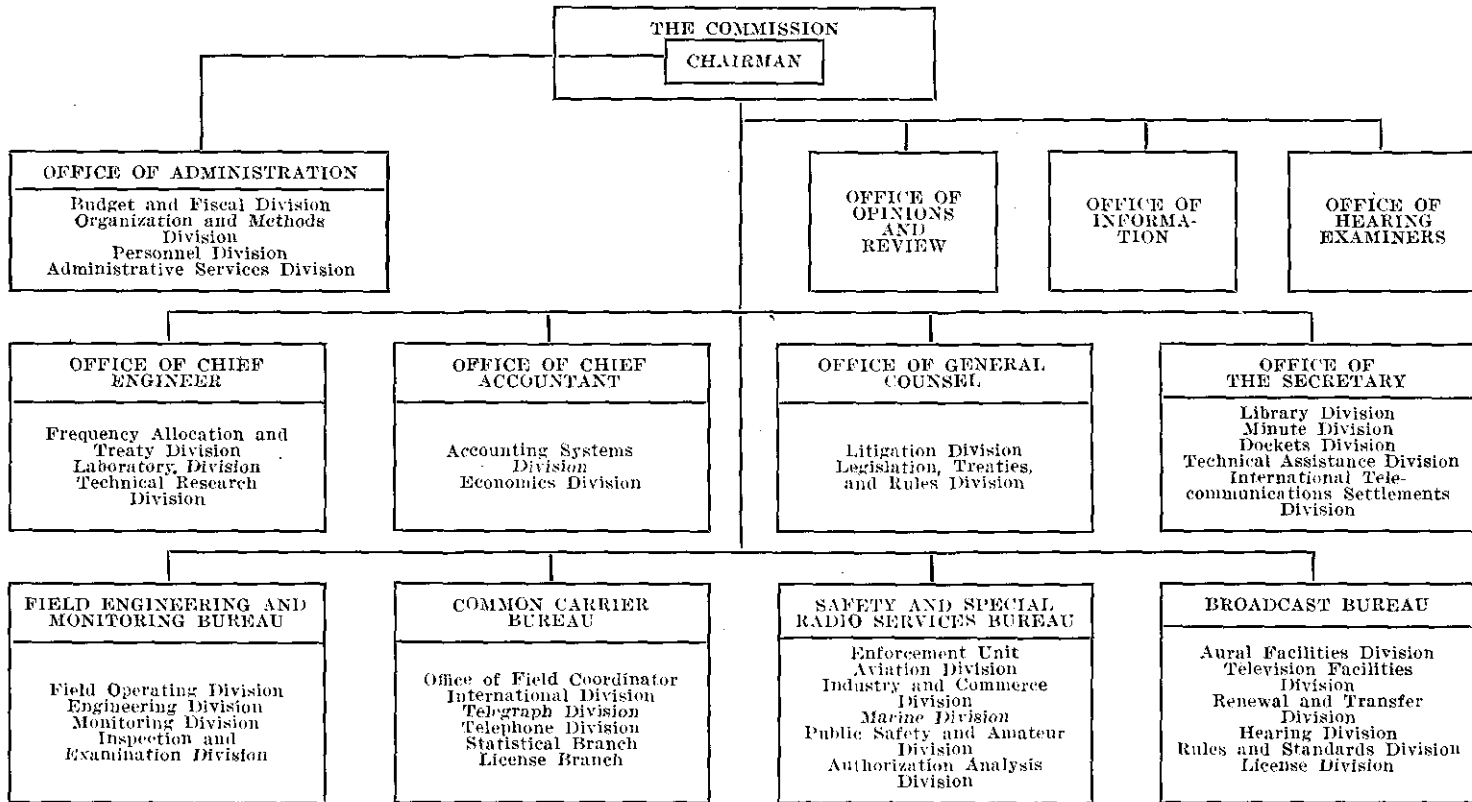 THE COMMISSION
CHAIRMAN
OFFICE OF ADMINISTRATION
Budget and Fiscal Division
Organization and Methods
Division
Personnel Division
Administrative Services Division
OFFICE OF
OPINIONS
AND
REVIEW
OFFICE OF
INFORMA-
TION
OFFICE OF
HEARING
EXAMINERS
OFFICE OF CHIEF
ENGINEER
Frequency Allocation and
Treaty Division
Laboratory Division
Technical Research
Division
OFFICE OF CHIEF
ACCOUNTANT
Accounting Systems
Division
Economics Division
OFFICE OF GENERAL
COUNSEL
Litigation Division
Legislation, Treaties,
and Rules Division
OFFICE OF
THE SECRETARY
Library Division
Minute Division
Dockets Division
Technical Assistance Division
International Tele-
communications Settlements
Division
FIELD ENGINEERING AND
MONITORING BUREAU
Field Operating Division
Engineering Division
Monitoring Division
Inspection and
Examination Division
COMMON CARRIER
BUREAU
Office of Field Coordinator
International Division
Telegraph Division
Telephone Division
Statistical Branch
License Branch
SAFETY AND SPECIAL
RADIO SERVICES BUREAU
Enforcement Unit
Aviation Division
Industry and Commerce
Division
Marine Division
Public Safety and Amateur
Division
Authorization Analysis
Division
BROADCAST BUREAU
Aural Facilities Division
Television Facilities
Division
Renewal and Transfer
Division
Hearing Division
Rules and Standards Division
License Division